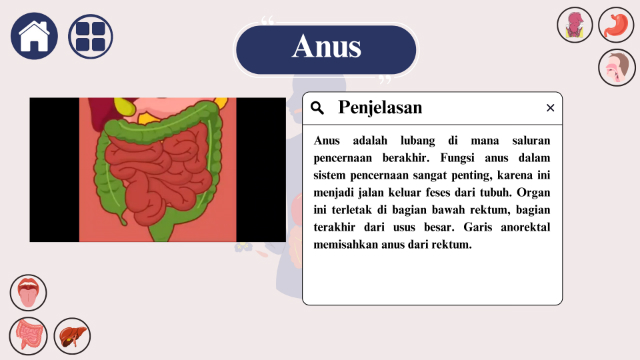 Anus
Penjelasan
Anus adalah lubang di mana saluran
pencernaan berakhir. Fungsi anus dalam
sistem pencernaan sangat penting, karena ini
menjadi jalan keluar feses dari tubuh. Organ
ini terletak di bagian bawah rektum, bagian
terakhir dari usus besar. Garis anorektal
memisahkan anus dari rektum.